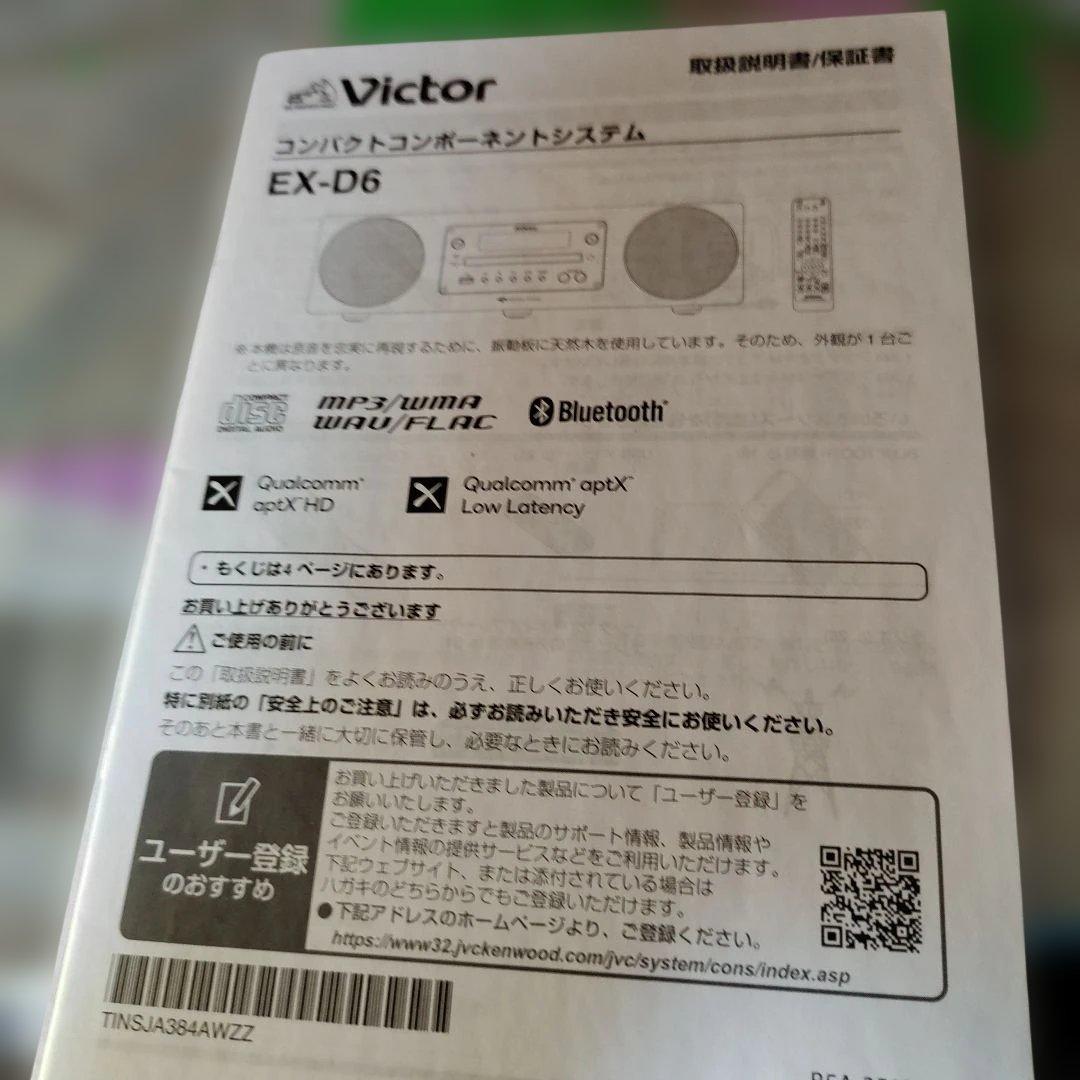 Victor
取扱説明書/保証書
コンパクトコンポーネントシステム
EX-D6
※ 本機は原音を忠実に再現するために、振動板に天然木を使用しています。そのため、外観が 1 台ご
とに異なります。
COMPACT
disc
DIGITAL AUDIO
MP3/WMA
WAV/FLAC
Bluetooth®
Qualcomm®
aptX™ HD
Qualcomm® aptX™
Low Latency
・ もくじは4 ページにあります。
お買い上げありがとうございます
ご使用の前に
この「取扱説明書」をよくお読みのうえ、正しくお使いください。
特に別紙の「安全上のご注意」は、必ずお読みいただき安全にお使いください。
そのあと本書と一緒に大切に保管し、必要なときにお読みください。
ユーザー登録
のおすすめ
お買い上げいただきました製品について「ユーザー登録」を
お願いいたします。
ご登録いただきますと製品のサポート情報、製品情報や
イベント情報の提供サービスなどをご利用いただけます。
下記ウェブサイト、または添付されている場合は
ハガキのどちらからでもご登録いただけます。
●下記アドレスのホームページより、ご登録ください。
https://www32.jvckenwood.com/jvc/system/cons/index.asp
TINSJA384AWZZ